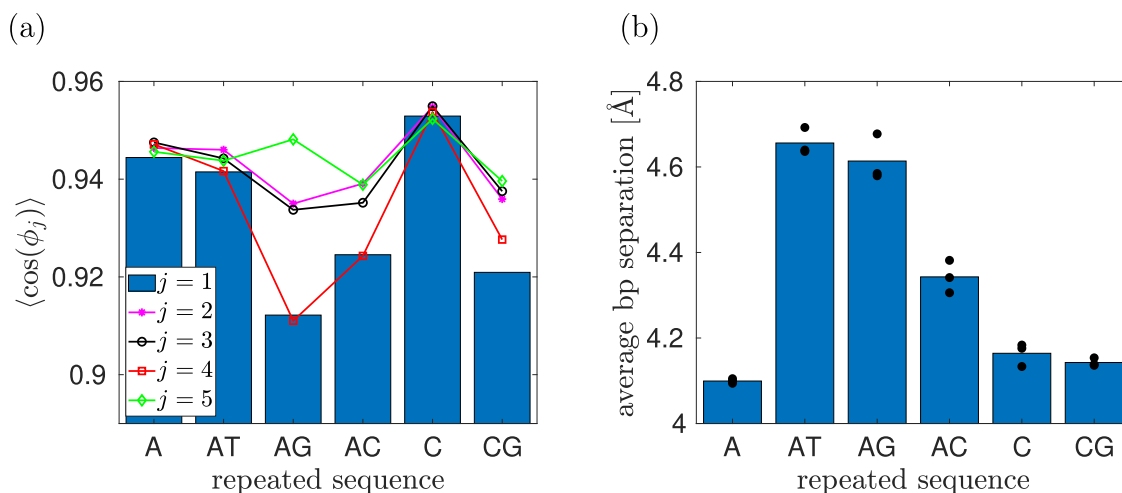 (a)
0.96
0.94
0.92
0.9
⟨cos(ϕj)⟩
j = 1
j = 2
j = 3
j = 4
j = 5
A AT AG AC C CG
repeated sequence
(b)
4.8
4.6
4.4
4.2
4
average bp separation [Å]
A AT AG AC C CG
repeated sequence